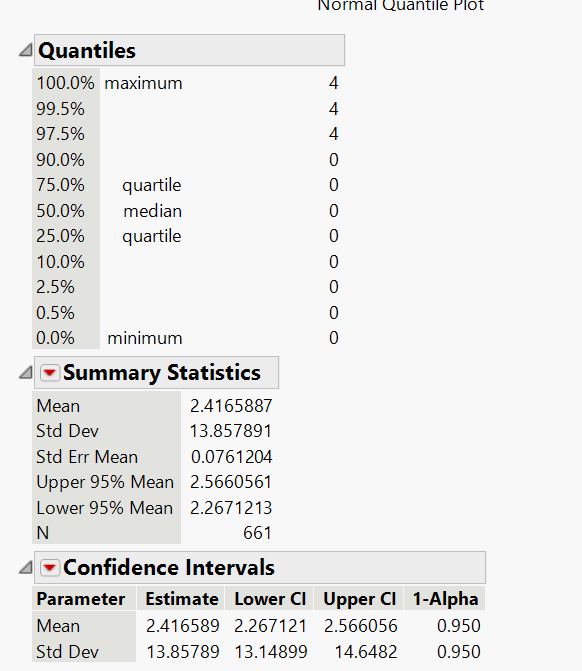 Normal Quantile Plot
Quantiles
100.0% maximum 4
99.5% 4
97.5% 4
90.0% 0
75.0% quartile 0
50.0% median 0
25.0% quartile 0
10.0% 0
2.5% 0
0.5% 0
0.0% minimum 0
Summary Statistics
Mean 2.4165887
Std Dev 13.857891
Std Err Mean 0.0761204
Upper 95% Mean 2.5660561
Lower 95% Mean 2.2671213
N 661
Confidence Intervals
Parameter Estimate Lower CI Upper CI 1-Alpha
Mean 2.416589 2.267121 2.566056 0.950
Std Dev 13.85789 13.14899 14.6482 0.950